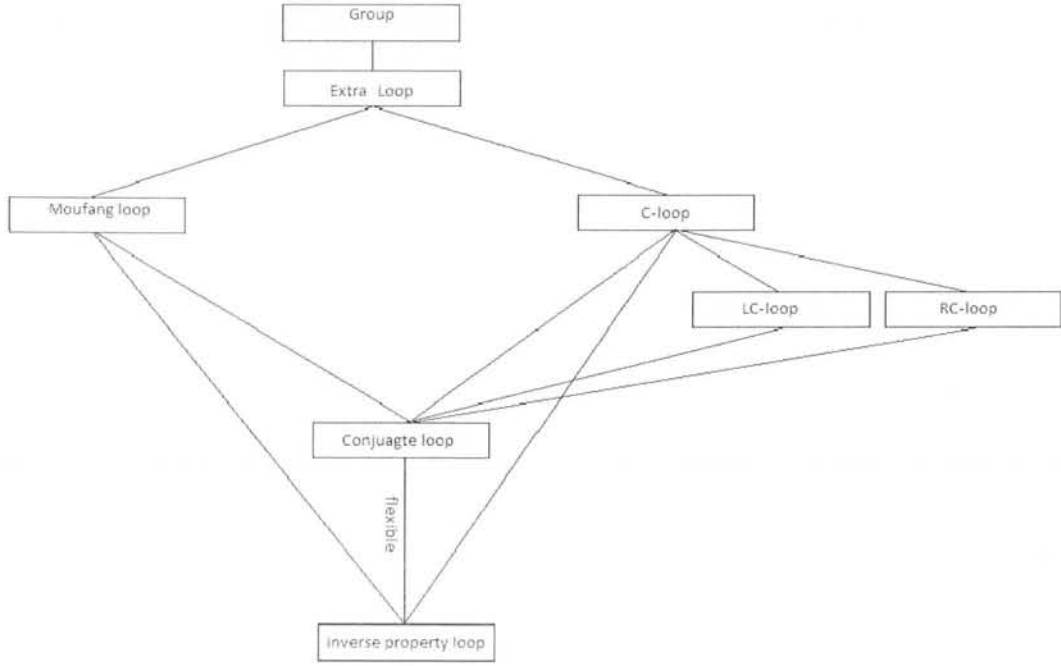 Group
Extra Loop
Moufang loop
C-loop
LC-loop
RC-loop
Conjuagte loop
flexible
Inverse property loop